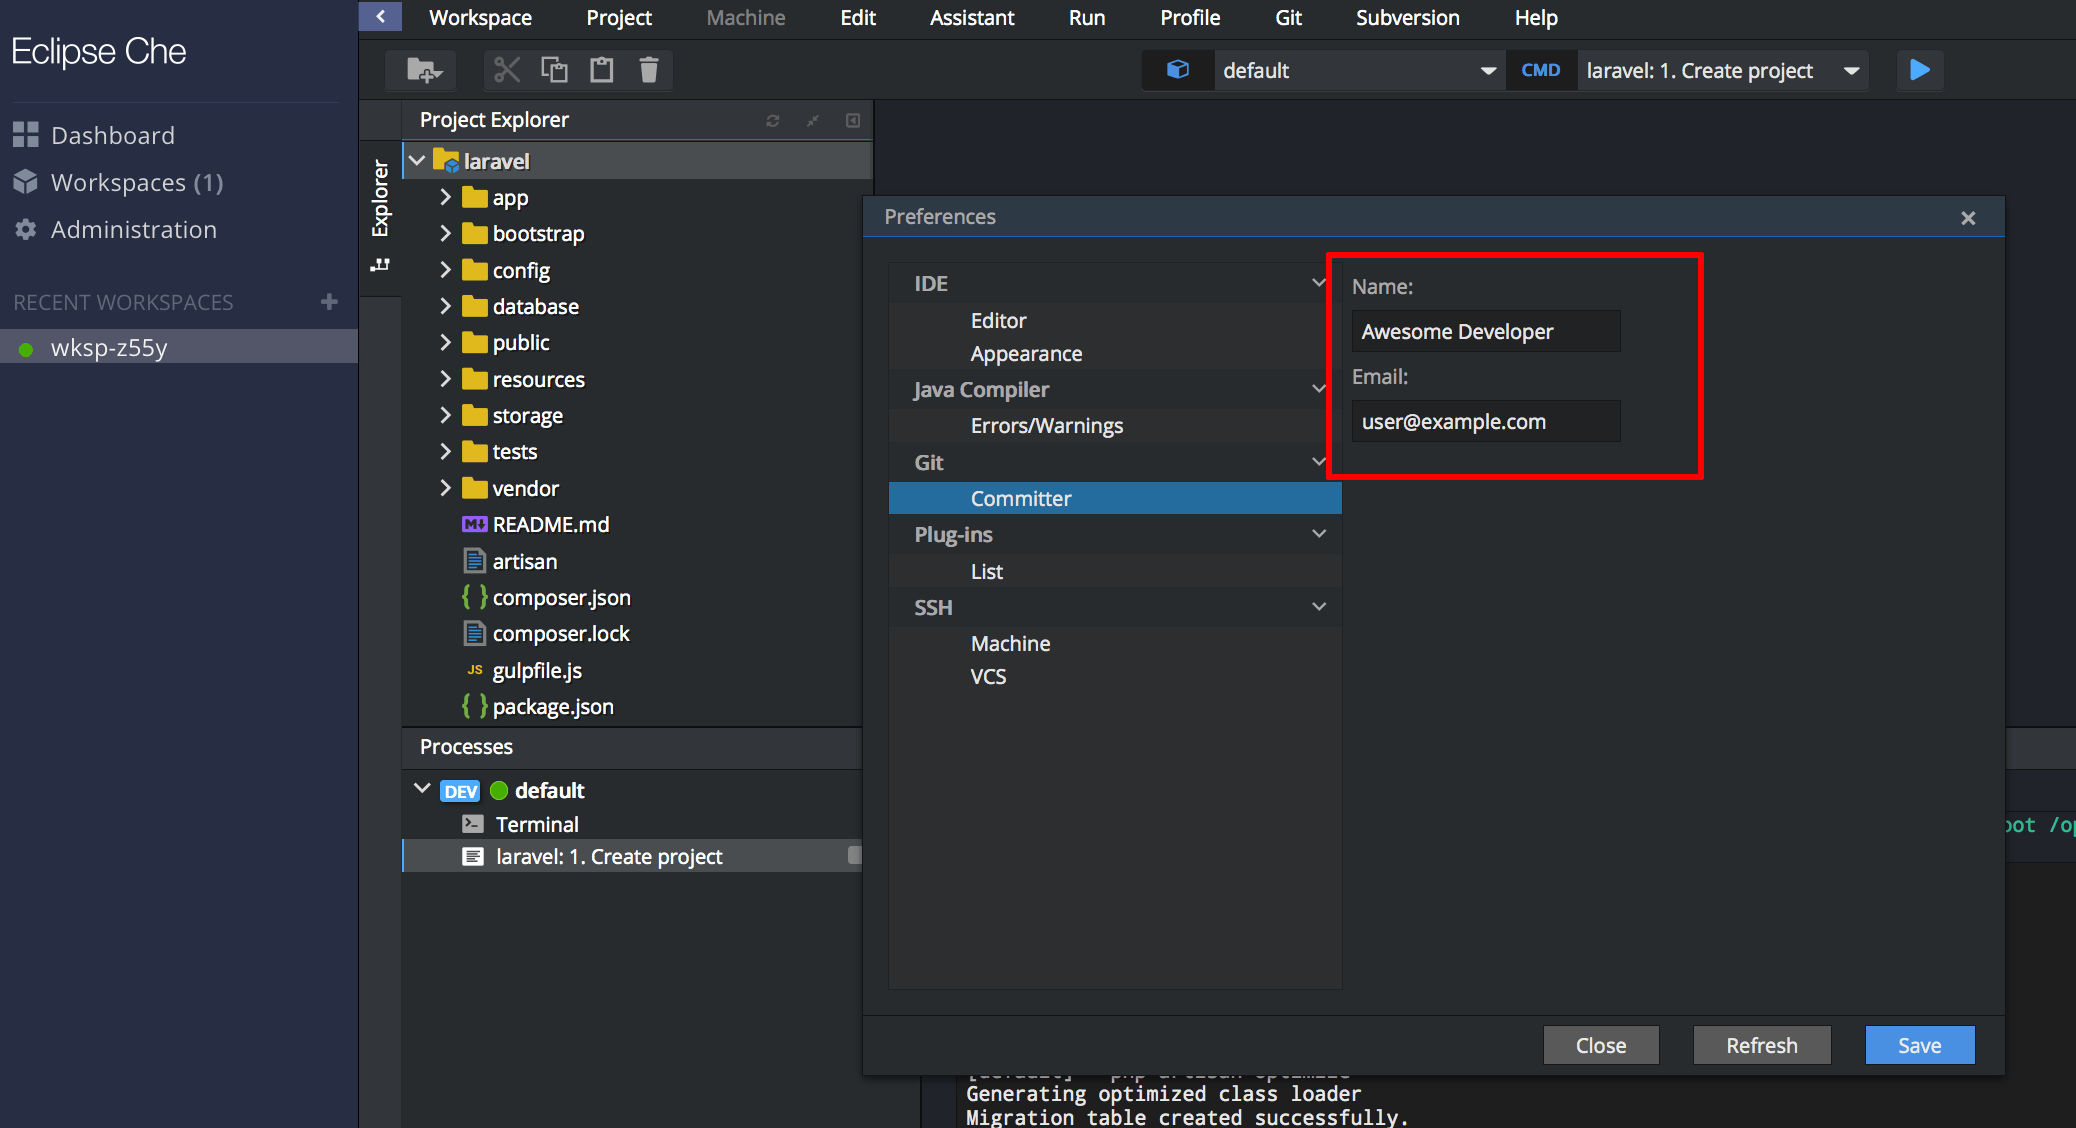 Eclipse Che
Dashboard
Workspaces (1)
Administration
RECENT WORKSPACES
wksp-z55y
Workspace Project Machine Edit Assistant Run Profile Git Subversion Help
default CMD laravel: 1. Create project
Explorer
Project Explorer
laravel
app
bootstrap
config
database
public
resources
storage
tests
vendor
README.md
artisan
composer.json
composer.lock
JS gulpfile.js
package.json
Processes
DEV default
Terminal
laravel: 1. Create project
Preferences
IDE
Editor
Appearance
Java Compiler
Errors/Warnings
Git
Committer
Plug-ins
List
SSH
Machine
VCS
Name:
Awesome Developer
Email:
user@example.com
Close Refresh Save
Generating optimized class loader
Migration table created successfully.